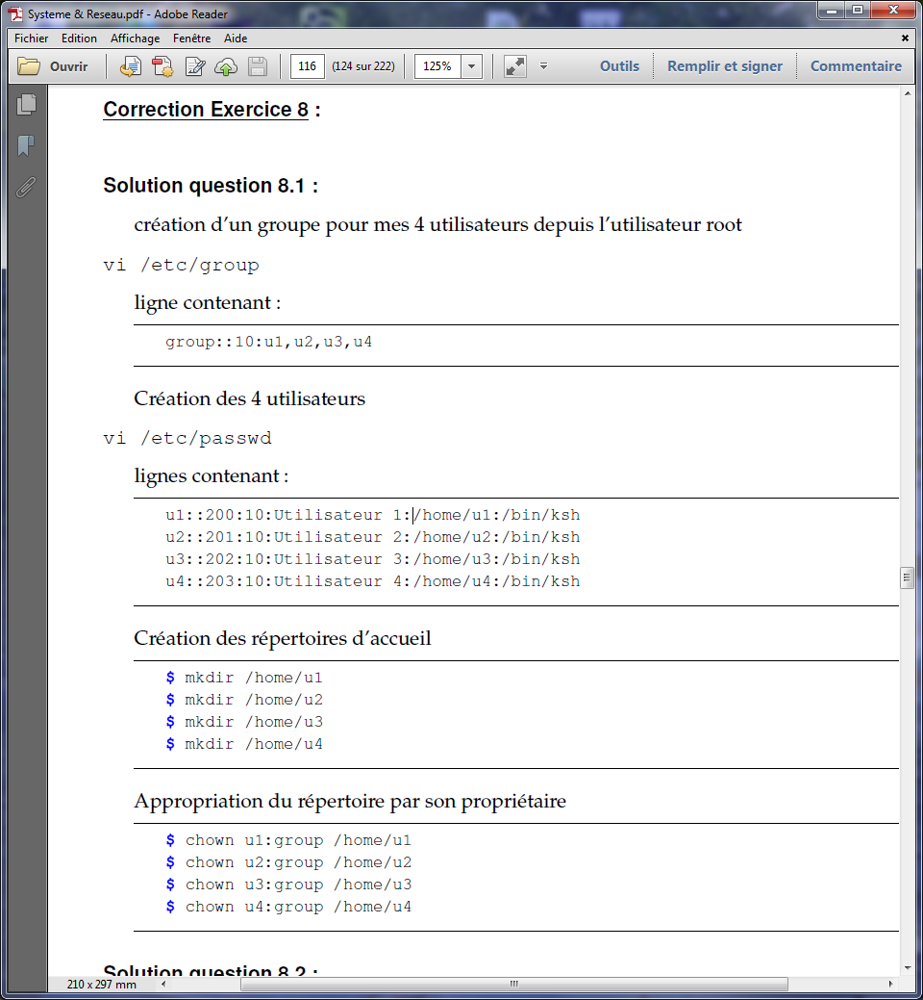 Systeme & Reseau.pdf - Adobe Reader
Fichier Edition Affichage Fenêtre Aide
Ouvrir 116 (124 sur 222) 125% Outils Remplir et signer Commentaire
Correction Exercice 8 :
Solution question 8.1 :
création d’un groupe pour mes 4 utilisateurs depuis l’utilisateur root
vi /etc/group
ligne contenant :
group::10:u1,u2,u3,u4
Création des 4 utilisateurs
vi /etc/passwd
lignes contenant :
u1::200:10:Utilisateur 1:/home/u1:/bin/ksh
u2::201:10:Utilisateur 2:/home/u2:/bin/ksh
u3::202:10:Utilisateur 3:/home/u3:/bin/ksh
u4::203:10:Utilisateur 4:/home/u4:/bin/ksh
Création des répertoires d’accueil
$ mkdir /home/u1
$ mkdir /home/u2
$ mkdir /home/u3
$ mkdir /home/u4
Appropriation du répertoire par son propriétaire
$ chown u1:group /home/u1
$ chown u2:group /home/u2
$ chown u3:group /home/u3
$ chown u4:group /home/u4
Solution question 8.2 :
210 x 297 mm